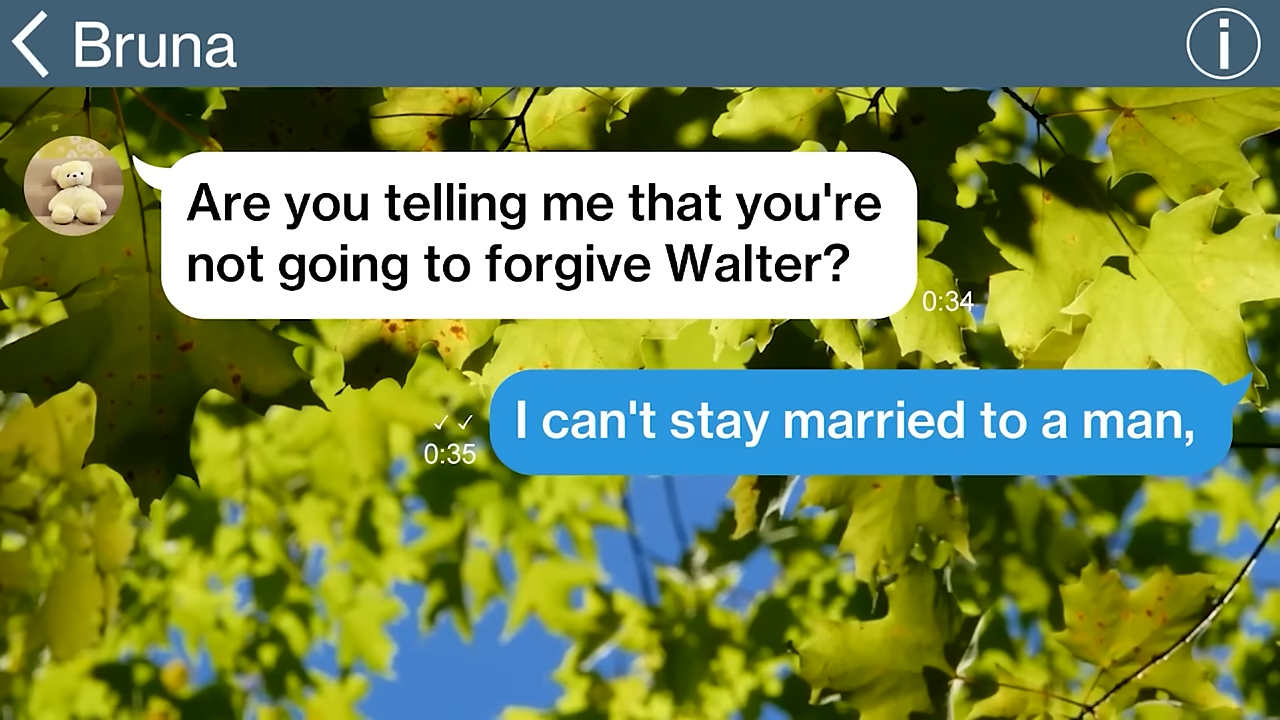 Bruna
Are you telling me that you're
not going to forgive Walter?
0:34
I can't stay married to a man,
0:35